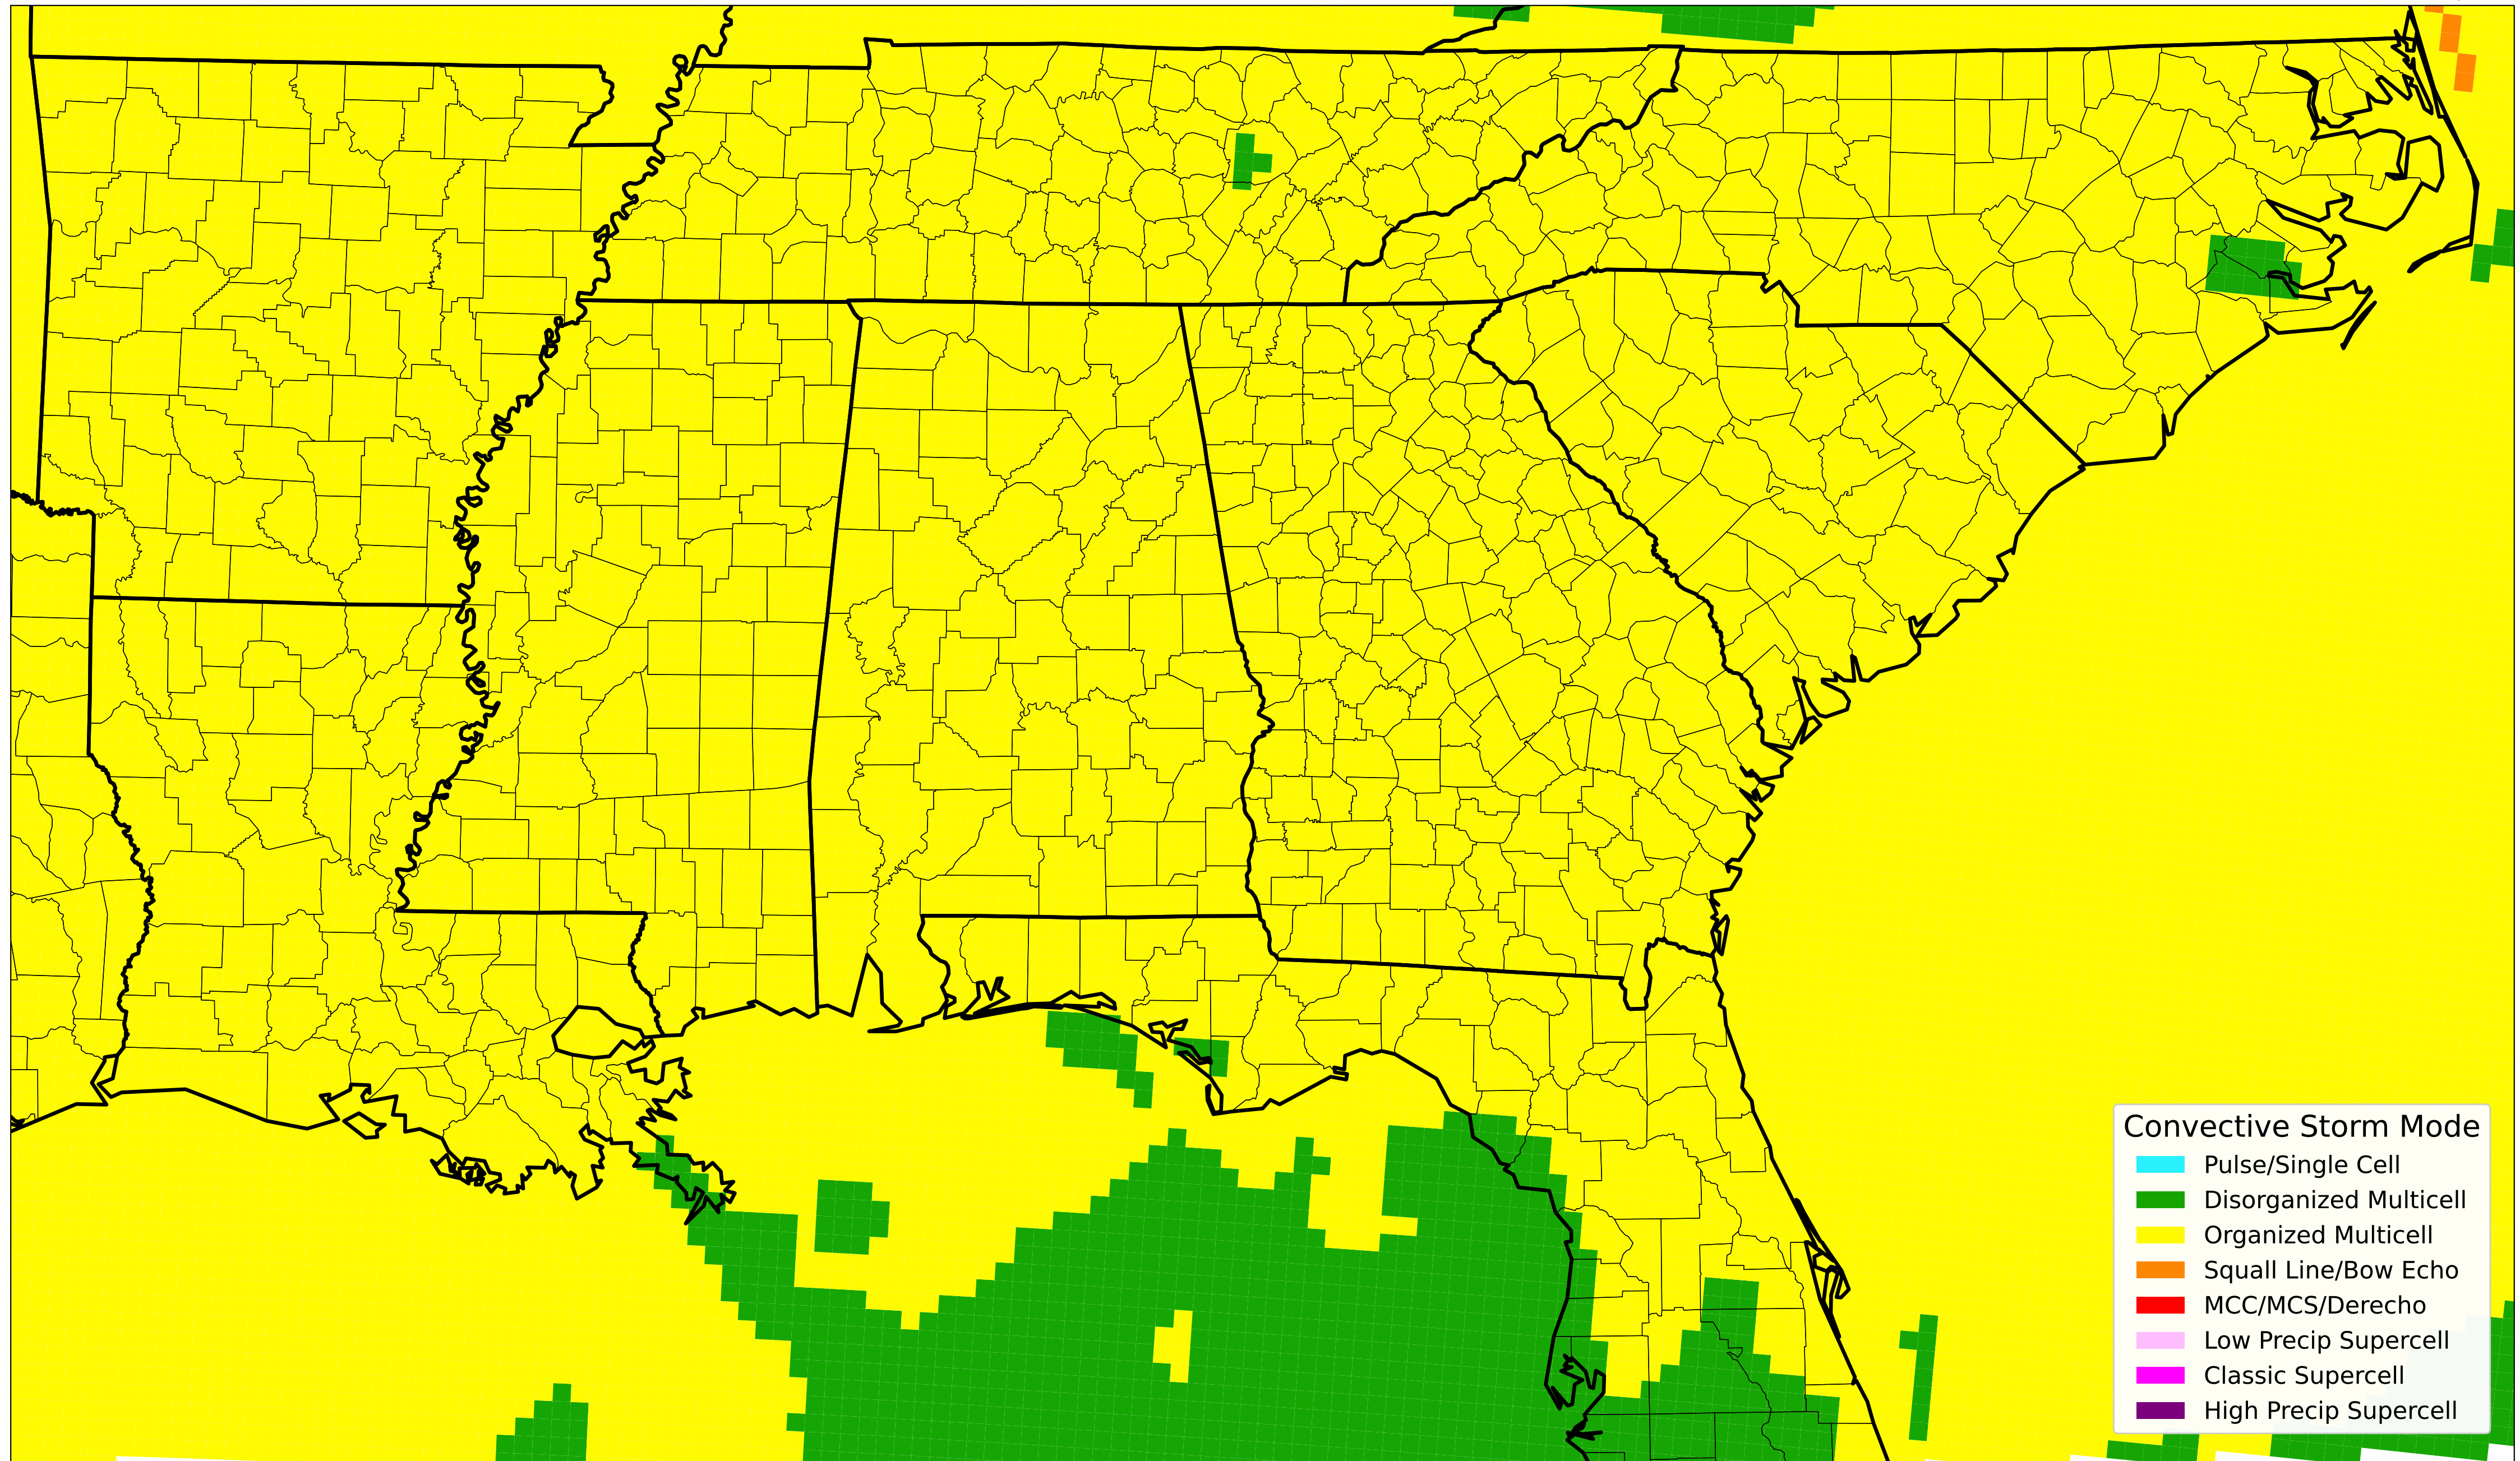 Convective Storm Mode
Pulse/Single Cell
Disorganized Multicell
Organized Multicell
Squall Line/Bow Echo
MCC/MCS/Derecho
Low Precip Supercell
Classic Supercell
High Precip Supercell